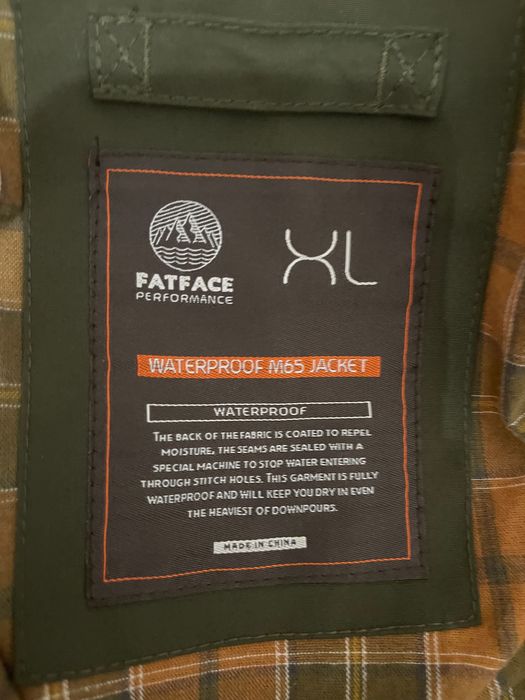 FATFACE
PERFORMANCE
XL
WATERPROOF M65 JACKET
WATERPROOF
THE BACK OF THE FABRIC IS COATED TO REPEL
MOISTURE, THE SEAMS ARE SEALED WITH A
SPECIAL MACHINE TO STOP WATER ENTERING
THROUGH STITCH HOLES. THIS GARMENT IS FULLY
WATERPROOF AND WILL KEEP YOU DRY IN EVEN
THE HEAVIEST OF DOWNPOURS.
MADE IN CHINA